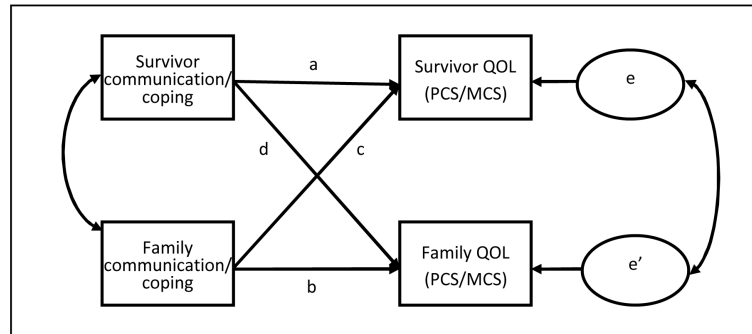 Survivor
communication/
coping
a
Survivor QOL
(PCS/MCS)
e
d
c
Family
communication/
coping
b
Family QOL
(PCS/MCS)
e’